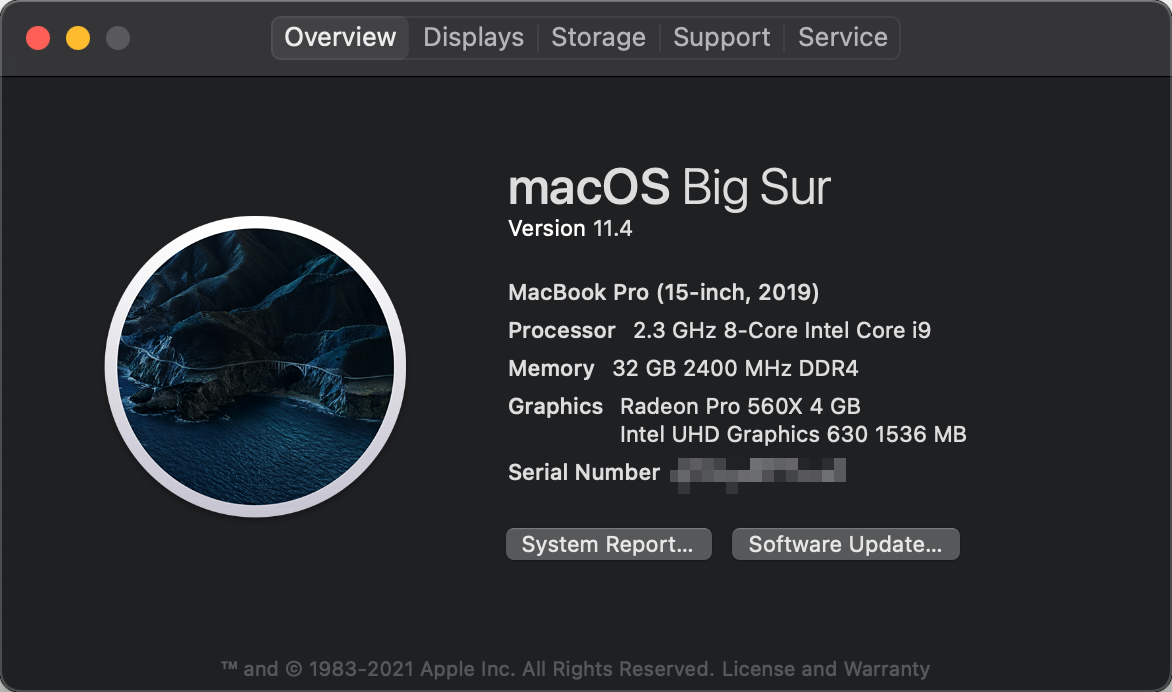 Overview Displays Storage Support Service
macOS Big Sur
Version 11.4
MacBook Pro (15-inch, 2019)
Processor 2.3 GHz 8-Core Intel Core i9
Memory 32 GB 2400 MHz DDR4
Graphics Radeon Pro 560X 4 GB
Intel UHD Graphics 630 1536 MB
Serial Number
System Report... Software Update...
™ and © 1983-2021 Apple Inc. All Rights Reserved. License and Warranty